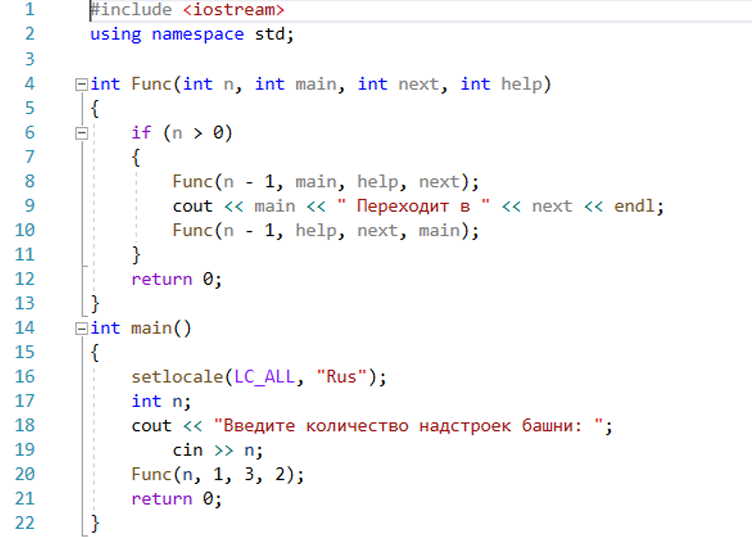 1 #include <iostream>
2 using namespace std;
3
4 int Func(int n, int main, int next, int help)
5 {
6 if (n > 0)
7 {
8 Func(n - 1, main, help, next);
9 cout << main << " Переходит в " << next << endl;
10 Func(n - 1, help, next, main);
11 }
12 return 0;
13 }
14 int main()
15 {
16 setlocale(LC_ALL, "Rus");
17 int n;
18 cout << "Введите количество надстроек башни: ";
19 cin >> n;
20 Func(n, 1, 3, 2);
21 return 0;
22 }